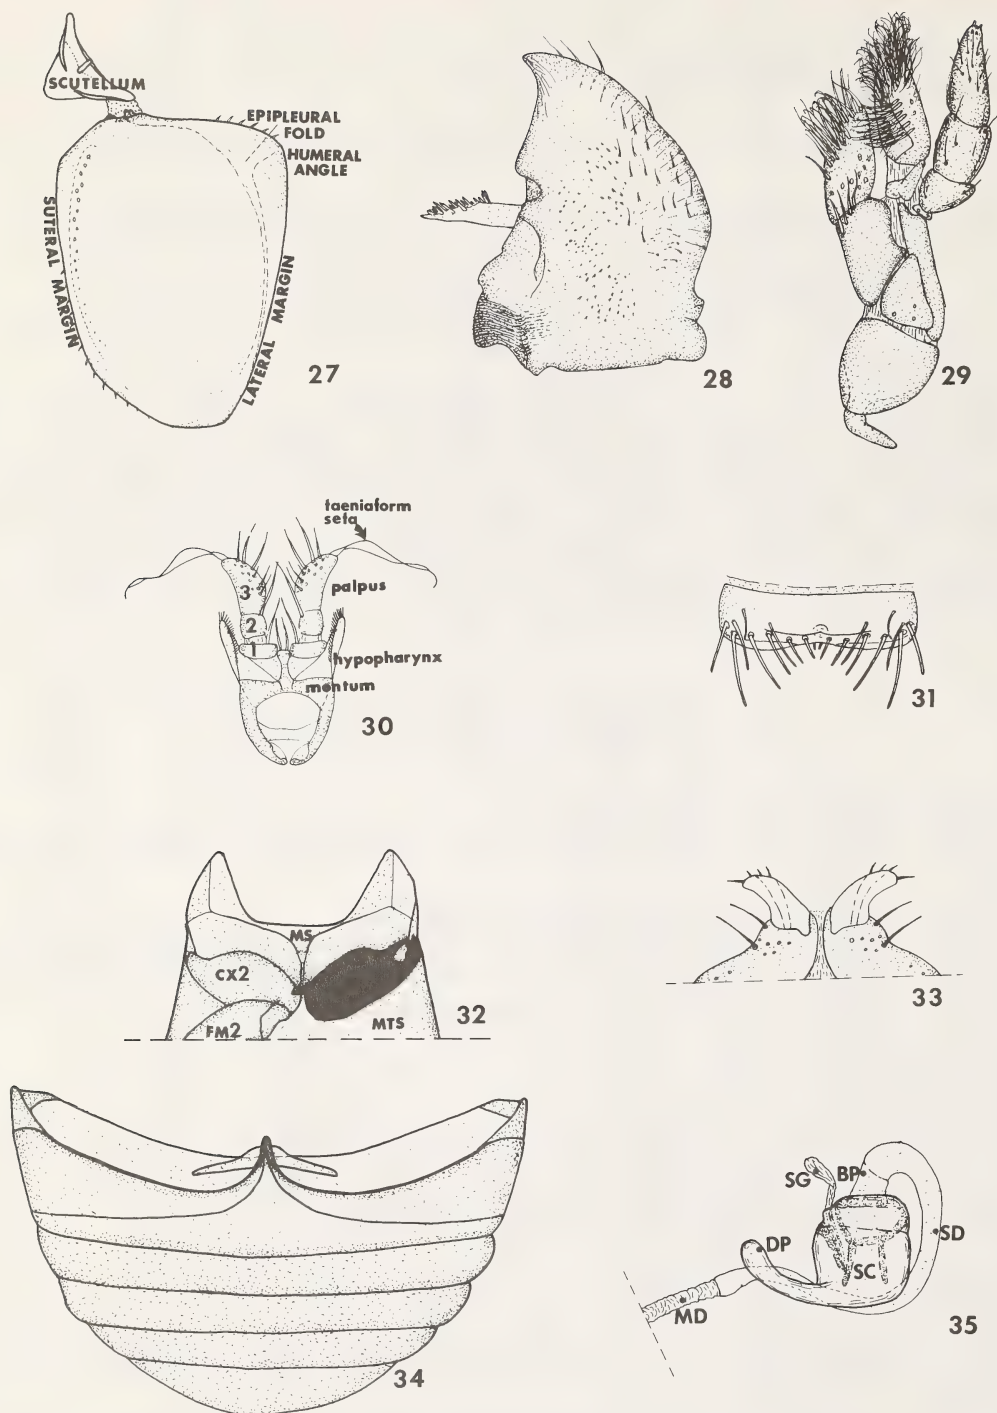 SCUTELLUM
EPIPLEURAL
FOLD
HUMERAL
ANGLE
SUTERAL MARGIN
LATERAL MARGIN
27
28
29
taeniaform
seta
3
palpus
2
1
hypopharynx
mentum
30
31
MS
CX2
FM2
MTS
32
33
34
SG
BP
SD
DP
SC
MD
35